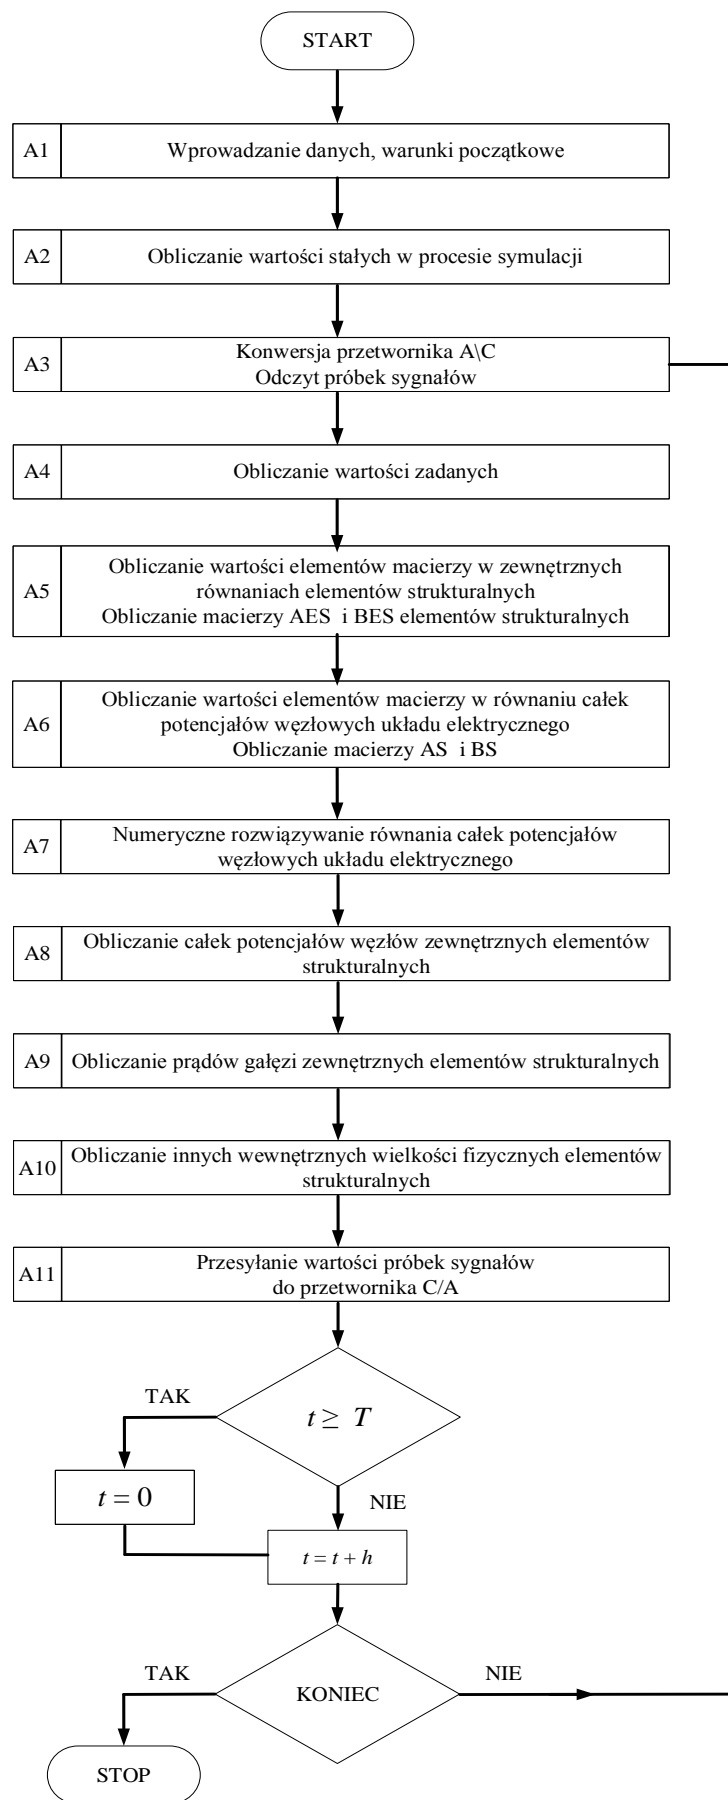 START
A1
Wprowadzanie danych, warunki początkowe
A2
Obliczanie wartości stałych w procesie symulacji
A3
Konwersja przetwornika A\C
Odczyt próbek sygnałów
A4
Obliczanie wartości zadanych
A5
Obliczanie wartości elementów macierzy w zewnętrznych
równaniach elementów strukturalnych
Obliczanie macierzy AES i BES elementów strukturalnych
A6
Obliczanie wartości elementów macierzy w równaniu całek
potencjałów węzłowych układu elektrycznego
Obliczanie macierzy AS i BS
A7
Numeryczne rozwiązywanie równania całek potencjałów
węzłowych układu elektrycznego
A8
Obliczanie całek potencjałów węzłów zewnętrznych elementów
strukturalnych
A9
Obliczanie prądów gałęzi zewnętrznych elementów strukturalnych
A10
Obliczanie innych wewnętrznych wielkości fizycznych elementów
strukturalnych
A11
Przesyłanie wartości próbek sygnałów
do przetwornika C/A
TAK
t ≥ T
t = 0
NIE
t = t + h
TAK
KONIEC
NIE
STOP